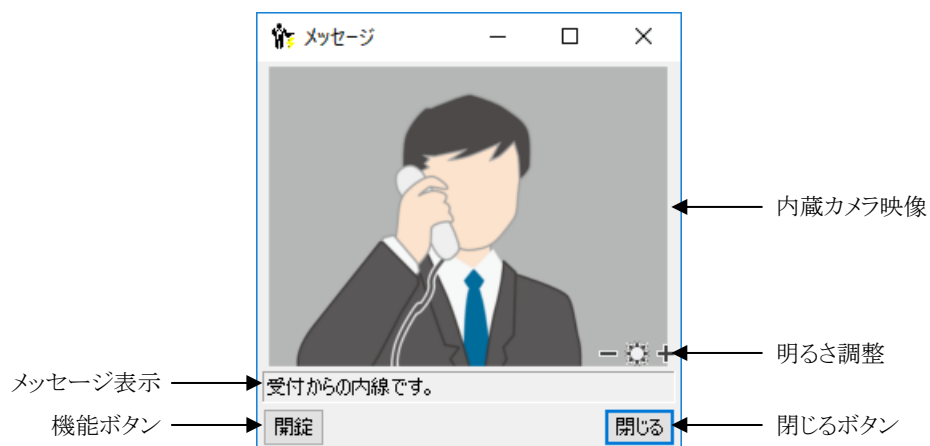 メッセージ
内蔵カメラ映像
明るさ調整
メッセージ表示
受付からの内線です。
機能ボタン
開錠
閉じる
閉じるボタン